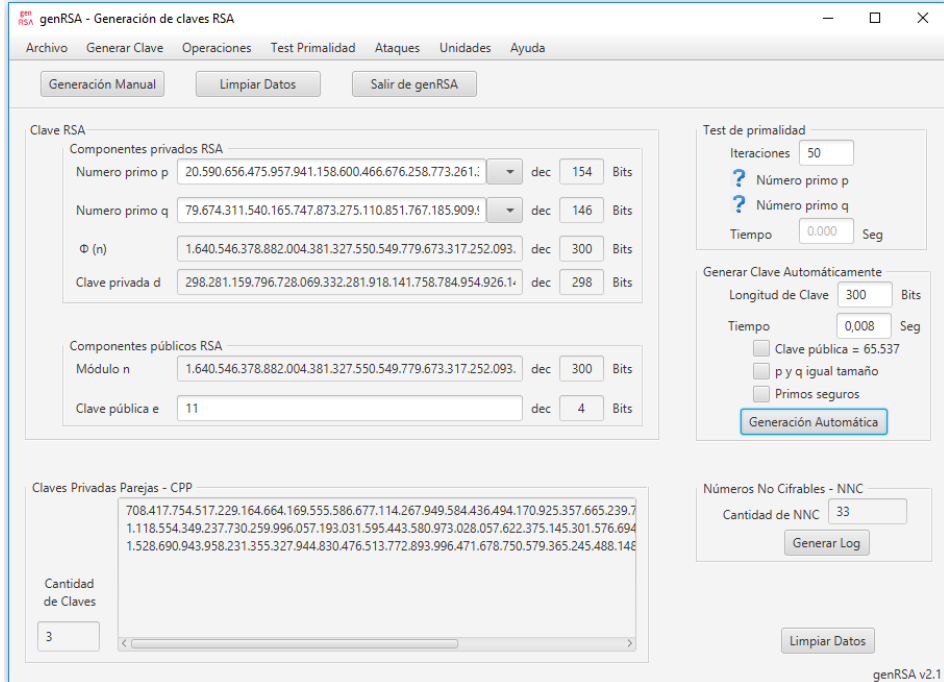 gen RSA genRSA - Generación de claves RSA
Archivo Generar Clave Operaciones Test Primalidad Ataques Unidades Ayuda
Generación Manual Limpiar Datos Salir de genRSA
Clave RSA
Componentes privados RSA
Numero primo p 20.590.656.475.957.941.158.600.466.676.258.773.261. dec 154 Bits
Numero primo q 79.674.311.540.165.747.873.275.110.851.767.185.909. dec 146 Bits
Φ (n) 1.640.546.378.882.004.381.327.550.549.779.673.317.252.093. dec 300 Bits
Clave privada d 298.281.159.796.728.069.332.281.918.141.758.784.954.926.1 dec 298 Bits
Componentes públicos RSA
Módulo n 1.640.546.378.882.004.381.327.550.549.779.673.317.252.093. dec 300 Bits
Clave pública e 11 dec 4 Bits
Test de primalidad
Iteraciones 50
? Número primo p
? Número primo q
Tiempo 0.000 Seg
Generar Clave Automáticamente
Longitud de Clave 300 Bits
Tiempo 0,008 Seg
Clave pública = 65.537
p y q igual tamaño
Primos seguros
Generación Automática
Claves Privadas Parejas - CPP
708.417.754.517.229.164.664.169.555.586.677.114.267.949.584.436.494.170.925.357.665.239.7
1.118.554.349.237.730.259.996.057.193.031.595.443.580.973.028.057.622.375.145.301.576.694
1.528.690.943.958.231.355.327.944.830.476.513.772.893.996.471.678.750.579.365.245.488.148
Cantidad
de Claves
3
Números No Cifrables - NNC
Cantidad de NNC 33
Generar Log
Limpiar Datos
genRSA v2.1